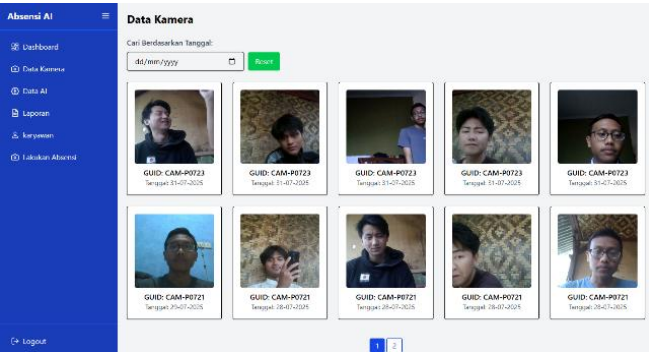 Absensi AI
Dashboard
Data Kamera
Data AI
Laporan
karyawan
Lakukan Absensi
Logout
Data Kamera
Cari Berdasarkan Tanggal:
dd/mm/yyyy
Reset
GUID: CAM-P0723
Tanggal: 31-07-2025
GUID: CAM-P0723
Tanggal: 31-07-2025
GUID: CAM-P0723
Tanggal: 31-07-2025
GUID: CAM-P0723
Tanggal: 31-07-2025
GUID: CAM-P0723
Tanggal: 31-07-2025
GUID: CAM-P0721
Tanggal: 29-07-2025
GUID: CAM-P0721
Tanggal: 28-07-2025
GUID: CAM-P0721
Tanggal: 28-07-2025
GUID: CAM-P0721
Tanggal: 28-07-2025
GUID: CAM-P0721
Tanggal: 28-07-2025
1
2